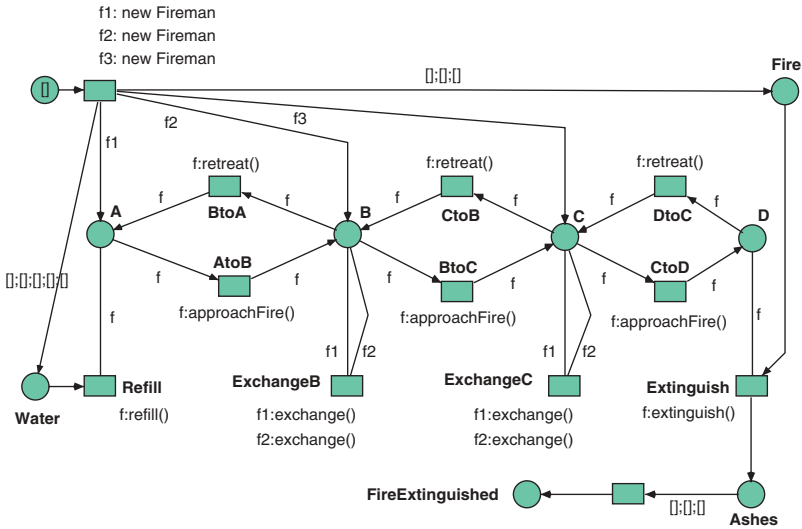 f1: new Fireman
f2: new Fireman
f3: new Fireman
[];[];[]
Fire
[]
f2
f3
f1
f:retreat()
f:retreat()
f:retreat()
A
f
BtoA
f
B
f
CtoB
f
C
f
DtoC
f
D
AtoB
f
f
BtoC
f
f
CtoD
f
f
[];[];[];[];[]
f:approachFire()
f:approachFire()
f:approachFire()
f
f
f1
f2
f1
f2
Refill
ExchangeB
ExchangeC
Extinguish
Water
f:refill()
f1:exchange()
f2:exchange()
f1:exchange()
f2:exchange()
f:extinguish()
FireExtinguished
[];[];[]
Ashes